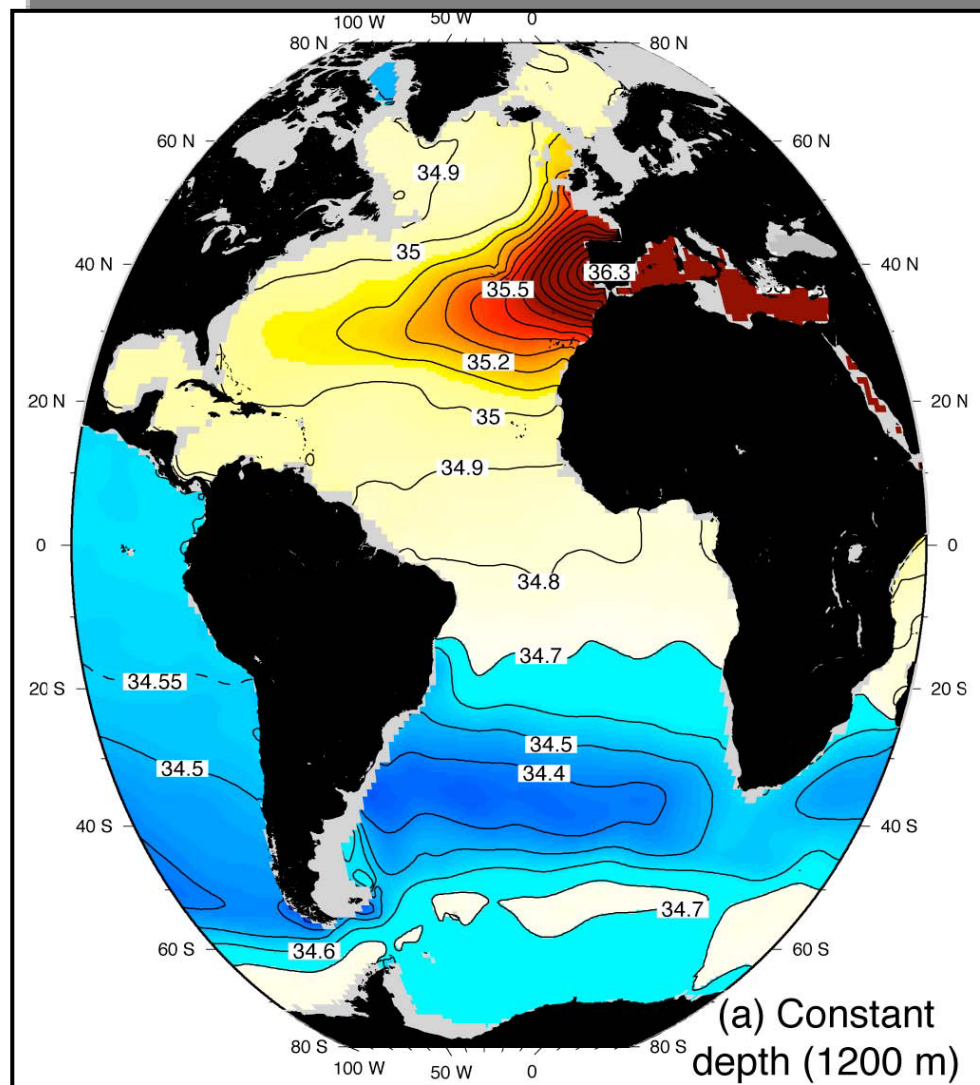 100 W 50 W 0
80 N 80 N
60 N 60 N
34.9
35
40 N 36.3 40 N
35.5
35.2
20 N 35 20 N
34.9
0 0
34.8
34.7
20 S 34.55 20 S
34.5
34.5
34.4
40 S 40 S
34.7
60 S 34.6 60 S
(a) Constant
depth (1200 m)
80 S 80 S
100 W 50 W 0